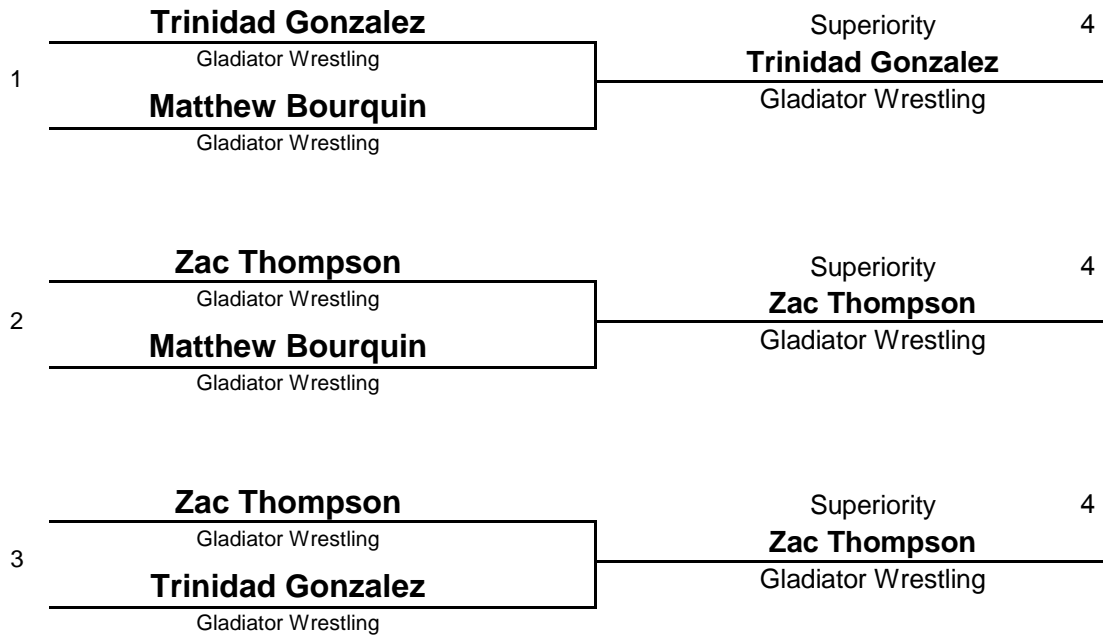 Trinidad Gonzalez
Superiority 4
Gladiator Wrestling
Trinidad Gonzalez
1
Matthew Bourquin
Gladiator Wrestling
Gladiator Wrestling
Zac Thompson
Superiority 4
Gladiator Wrestling
Zac Thompson
2
Matthew Bourquin
Gladiator Wrestling
Gladiator Wrestling
Zac Thompson
Superiority 4
Gladiator Wrestling
Zac Thompson
3
Trinidad Gonzalez
Gladiator Wrestling
Gladiator Wrestling